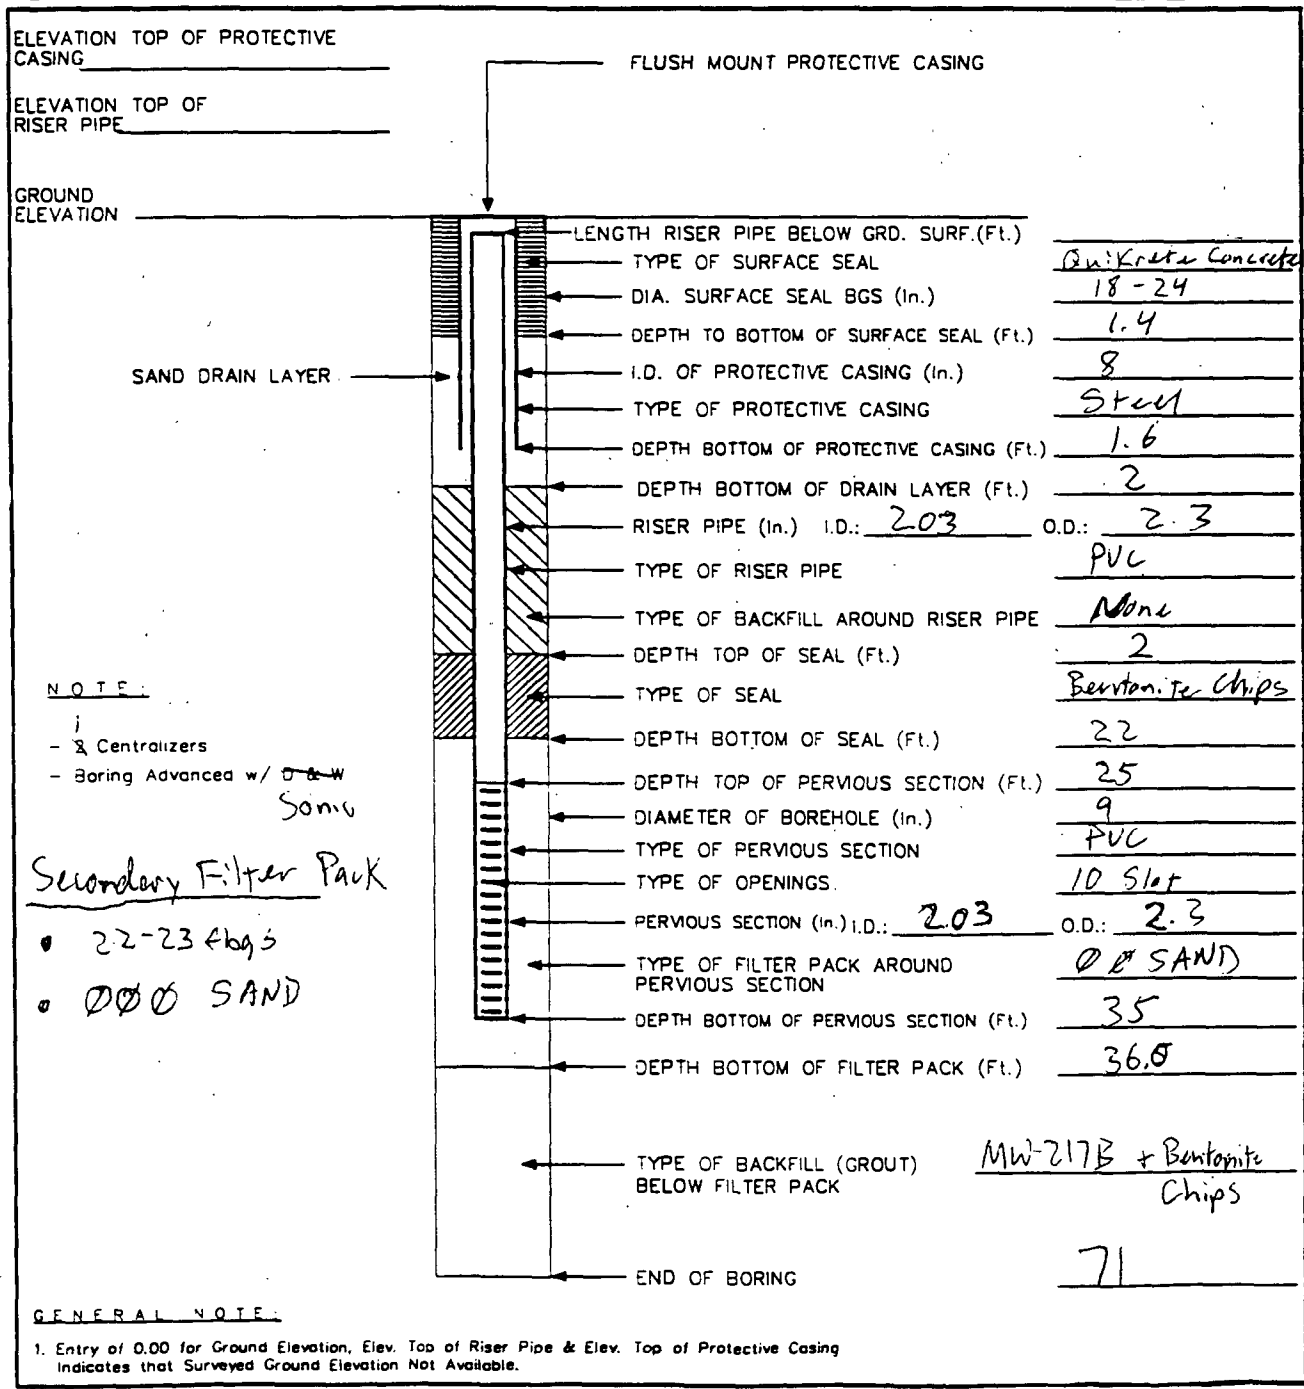 ELEVATION TOP OF PROTECTIVE
CASING
FLUSH MOUNT PROTECTIVE CASING
ELEVATION TOP OF
RISER PIPE
GROUND
ELEVATION
LENGTH RISER PIPE BELOW GRD. SURF.(Ft.)
TYPE OF SURFACE SEAL QuiKrete Concrete
DIA. SURFACE SEAL BGS (In.) 18-24
DEPTH TO BOTTOM OF SURFACE SEAL (Ft.) 1.4
SAND DRAIN LAYER
I.D. OF PROTECTIVE CASING (In.) 8
TYPE OF PROTECTIVE CASING Steel
DEPTH BOTTOM OF PROTECTIVE CASING (Ft.) 1.6
DEPTH BOTTOM OF DRAIN LAYER (Ft.) 2
RISER PIPE (In.) I.D.: 2.03 O.D.: 2.3
TYPE OF RISER PIPE PVC
TYPE OF BACKFILL AROUND RISER PIPE None
DEPTH TOP OF SEAL (Ft.) 2
TYPE OF SEAL Bentonite Chips
DEPTH BOTTOM OF SEAL (Ft.) 22
DEPTH TOP OF PERVIOUS SECTION (Ft.) 25
DIAMETER OF BOREHOLE (In.) 9
TYPE OF PERVIOUS SECTION PVC
TYPE OF OPENINGS. 10 Slot
PERVIOUS SECTION (In.) I.D.: 2.03 O.D.: 2.3
TYPE OF FILTER PACK AROUND
PERVIOUS SECTION ØØ SAND
DEPTH BOTTOM OF PERVIOUS SECTION (Ft.) 35
DEPTH BOTTOM OF FILTER PACK (Ft.) 36.0
TYPE OF BACKFILL (GROUT)
BELOW FILTER PACK MW-217B + Bentonite
Chips
END OF BORING 71
NOTE:
- Centralizers
- Boring Advanced w/ D & W
Sonic
Secondary Filter Pack
• 22-23 fbgs
• ØØØ SAND
GENERAL NOTE:
1. Entry of 0.00 for Ground Elevation, Elev. Top of Riser Pipe & Elev. Top of Protective Casing
Indicates that Surveyed Ground Elevation Not Available.